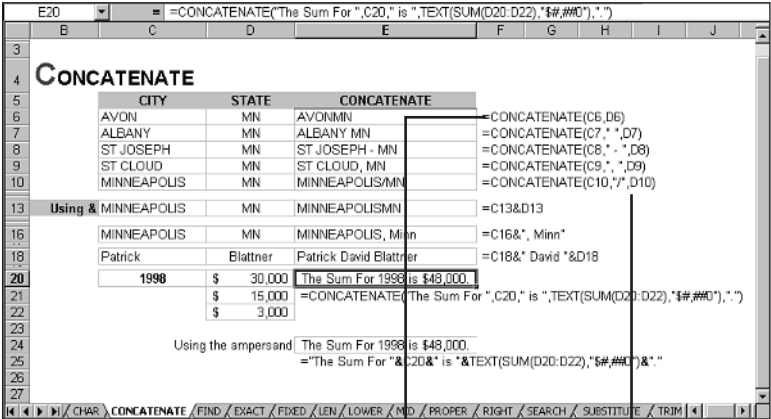 E20 = =CONCATENATE("The Sum For ",C20," is ",TEXT(SUM(D20:D22),"$#,##0"),".")
B C D E F G H I J
3
4 CONCATENATE
5 CITY STATE CONCATENATE
6 AVON MN AVONMN =CONCATENATE(C6,D6)
7 ALBANY MN ALBANY MN =CONCATENATE(C7," ",D7)
8 ST JOSEPH MN ST JOSEPH - MN =CONCATENATE(C8," - ",D8)
9 ST CLOUD MN ST CLOUD, MN =CONCATENATE(C9,", ",D9)
10 MINNEAPOLIS MN MINNEAPOLIS/MN =CONCATENATE(C10,"/",D10)
13 Using & MINNEAPOLIS MN MINNEAPOLISMN =C13&D13
16 MINNEAPOLIS MN MINNEAPOLIS, Minn =C16&", Minn"
18 Patrick Blattner Patrick David Blattner =C18&" David "&D18
20 1998 $ 30,000 The Sum For 1998 is $48,000.
21 $ 15,000 =CONCATENATE("The Sum For ",C20," is ",TEXT(SUM(D20:D22),"$#,##0"),".")
22 $ 3,000
23
24 Using the ampersand The Sum For 1998 is $48,000.
25 ="The Sum For "&C20&" is "&TEXT(SUM(D20:D22),"$#,##0")&"."
26
27
CHAR CONCATENATE FIND EXACT FIXED LEN LOWER MID PROPER RIGHT SEARCH SUBSTITUTE TRIM